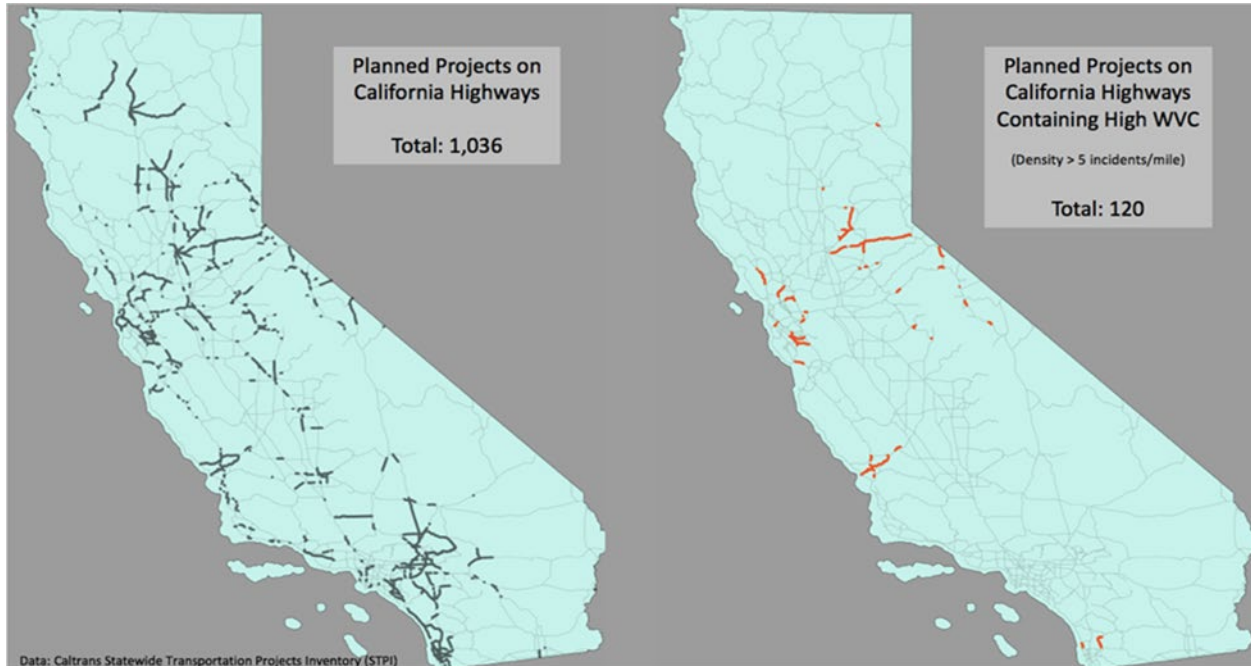 Planned Projects on
California Highways
Total: 1,036
Planned Projects on
California Highways
Containing High WVC
(Density > 5 incidents/mile)
Total: 120
Data: Caltrans Statewide Transportation Projects Inventory (STPI)